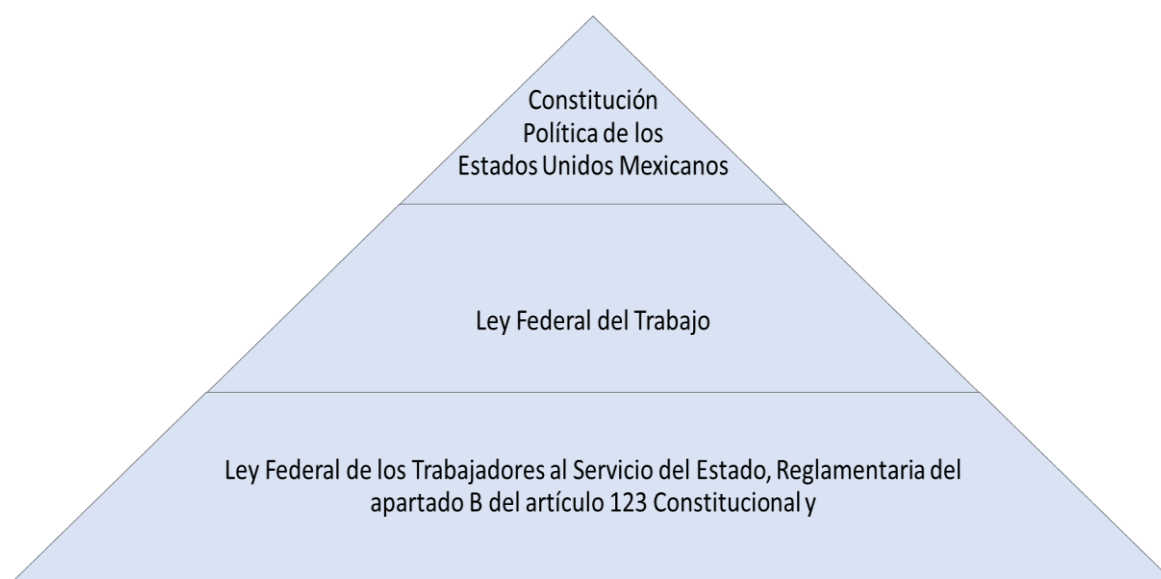 Constitución
Política de los
Estados Unidos Mexicanos
Ley Federal del Trabajo
Ley Federal de los Trabajadores al Servicio del Estado, Reglamentaria del
apartado B del artículo 123 Constitucional y